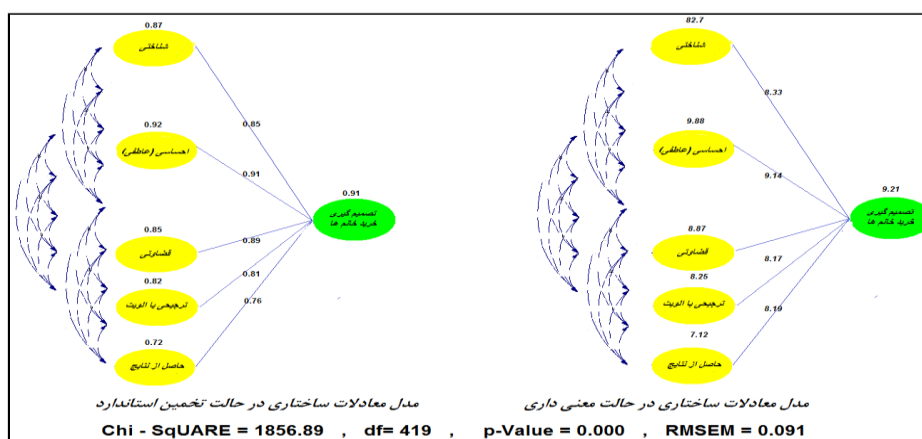 0.87
شناختی
0.85
0.92
احساسی (عاطفی)
0.91
0.91
تصمیم گیری
خرید خانم ها
0.85
قضاوتی
0.89
0.82
ترجیحی یا الویت
0.81
0.76
0.72
حاصل از نتایج
مدل معادلات ساختاری در حالت تخمین استاندارد
82.7
شناختی
8.33
9.88
احساسی (عاطفی)
9.14
9.21
تصمیم گیری
خرید خانم ها
8.87
قضاوتی
8.17
8.25
ترجیحی یا الویت
8.19
7.12
حاصل از نتایج
مدل معادلات ساختاری در حالت معنی داری
Chi - SqUARE = 1856.89 , df= 419 , p-Value = 0.000 , RMSEM = 0.091